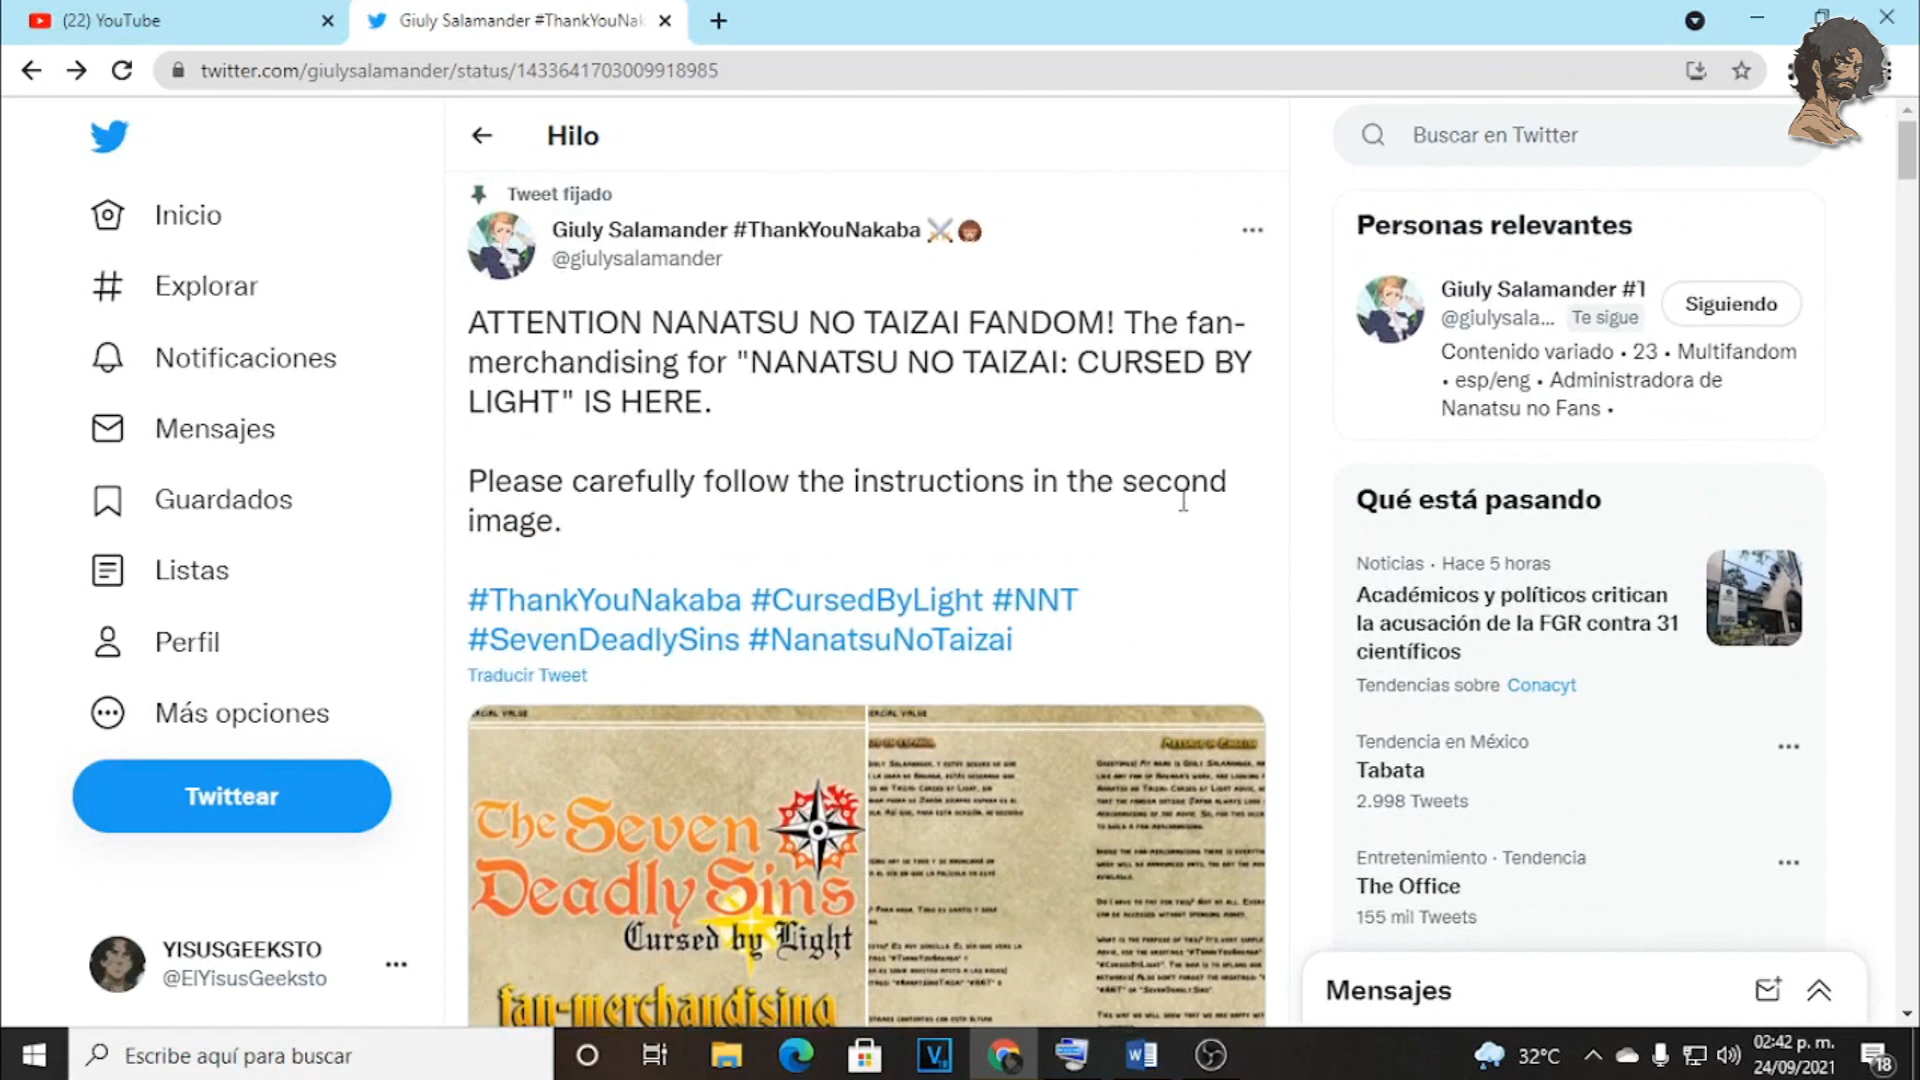 (22) YouTube
Giuly Salamander #ThankYouNak
twitter.com/giulysalamander/status/1433641703009918985
Inicio
Explorar
Notificaciones
Mensajes
Guardados
Listas
Perfil
Más opciones
Twittear
YISUSGEEKSTO
@ElYisusGeeksto
Hilo
Tweet fijado
Giuly Salamander #ThankYouNakaba
@giulysalamander
ATTENTION NANATSU NO TAIZAI FANDOM! The fan-
merchandising for "NANATSU NO TAIZAI: CURSED BY
LIGHT" IS HERE.
Please carefully follow the instructions in the second
image.
#ThankYouNakaba #CursedByLight #NNT
#SevenDeadlySins #NanatsuNoTaizai
Traducir Tweet
The Seven
Deadly Sins
Cursed by Light
fan-merchandising
Buscar en Twitter
Personas relevantes
Giuly Salamander #1
@giulysala... Te sigue
Siguiendo
Contenido variado • 23 • Multifandom
• esp/eng • Administradora de
Nanatsu no Fans •
Qué está pasando
Noticias · Hace 5 horas
Académicos y políticos critican
la acusación de la FGR contra 31
científicos
Tendencias sobre Conacyt
Tendencia en México
Tabata
2.998 Tweets
Entretenimiento · Tendencia
The Office
155 mil Tweets
Mensajes
Escribe aquí para buscar
32°C
02:42 p. m.
24/09/2021
18